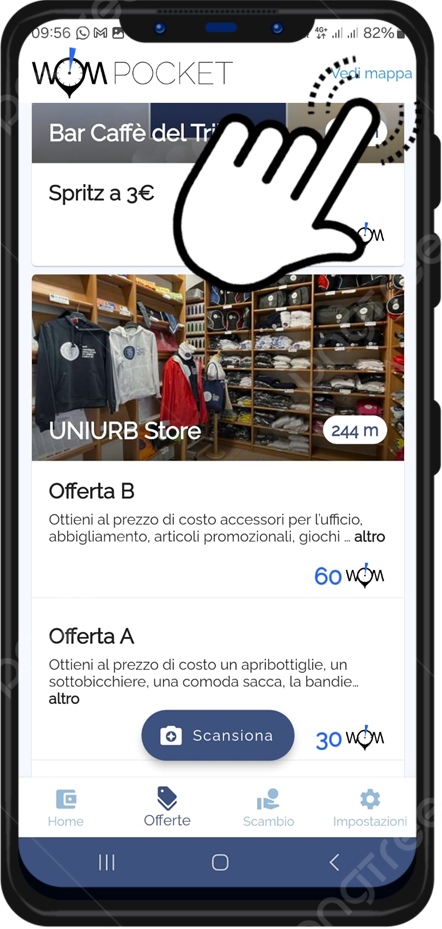 09:56 4G+ 82%
WOM POCKET
Vedi mappa
Bar Caffè del
Spritz a 3€
WOM
UNIURB Store
244 m
Offerta B
Ottieni al prezzo di costo accessori per l'ufficio,
abbigliamento, articoli promozionali, giochi ... altro
60 WOM
Offerta A
Ottieni al prezzo di costo un apribottiglie, un
sottobicchiere, una comoda sacca, la bandie...
altro
Scansiona
30 WOM
Home Offerte Scambio Impostazioni